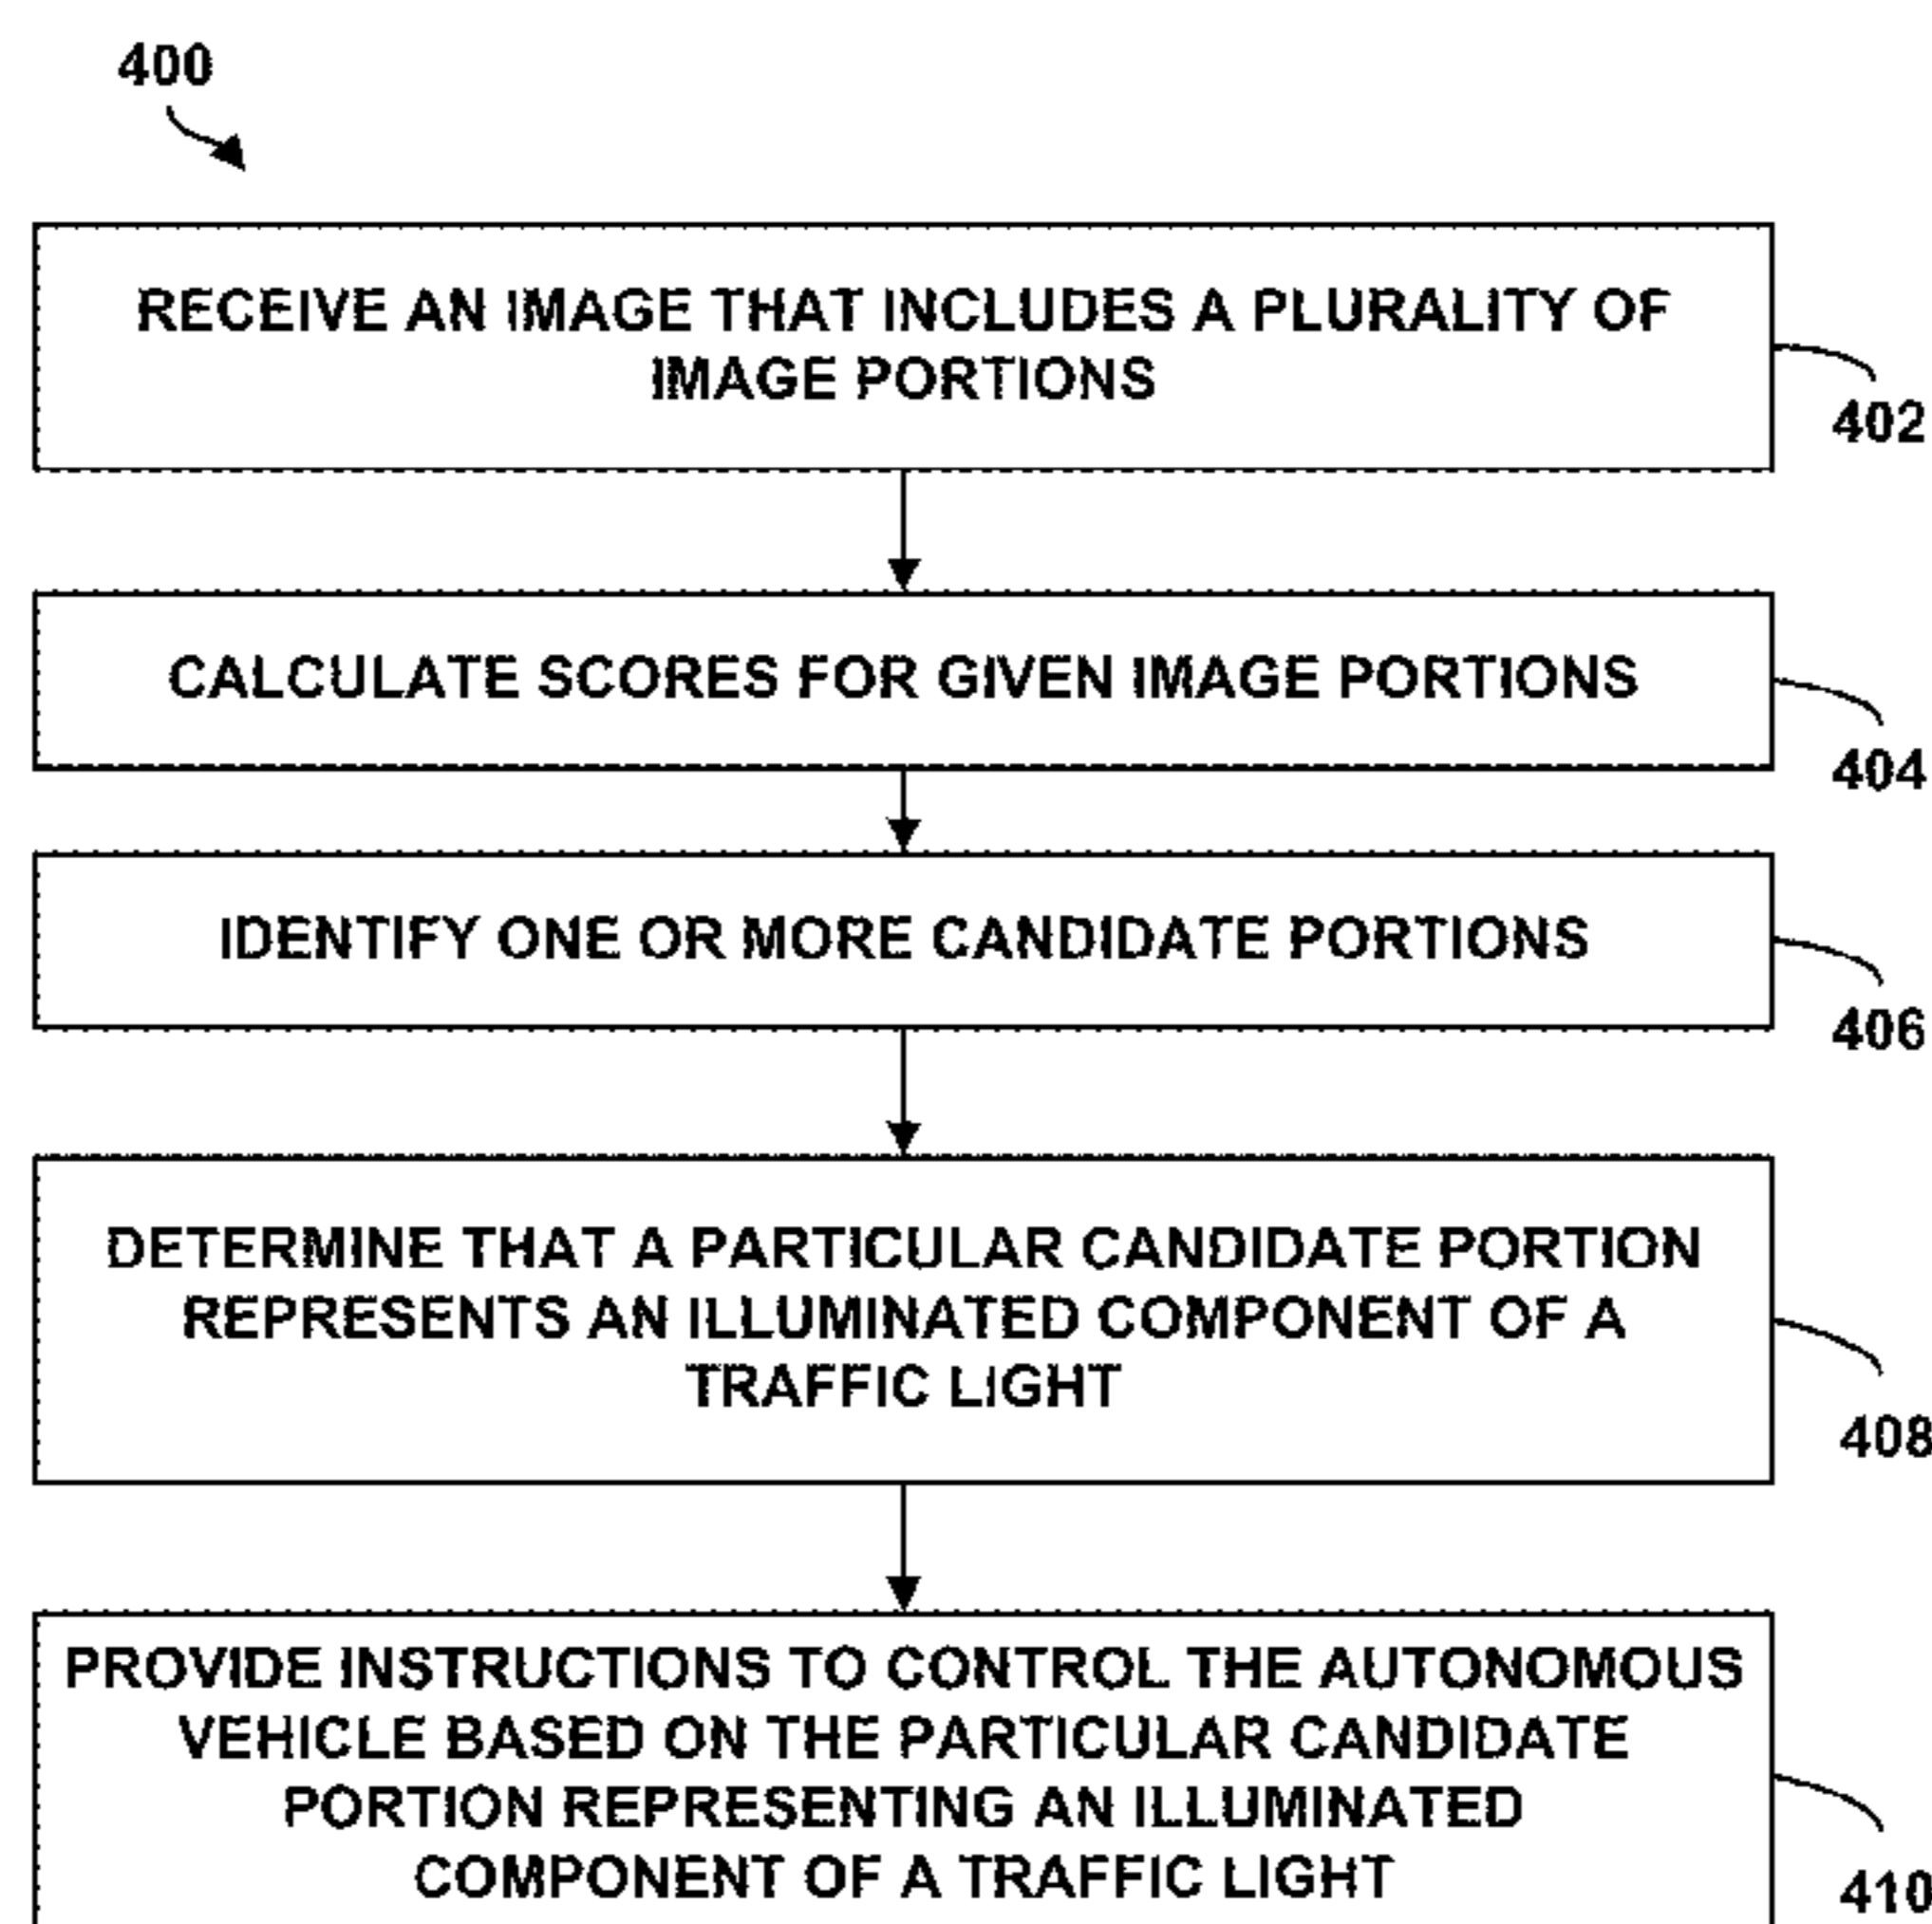 400
RECEIVE AN IMAGE THAT INCLUDES A PLURALITY OF
IMAGE PORTIONS
402
CALCULATE SCORES FOR GIVEN IMAGE PORTIONS
404
IDENTIFY ONE OR MORE CANDIDATE PORTIONS
406
DETERMINE THAT A PARTICULAR CANDIDATE PORTION
REPRESENTS AN ILLUMINATED COMPONENT OF A
TRAFFIC LIGHT
408
PROVIDE INSTRUCTIONS TO CONTROL THE AUTONOMOUS
VEHICLE BASED ON THE PARTICULAR CANDIDATE
PORTION REPRESENTING AN ILLUMINATED
COMPONENT OF A TRAFFIC LIGHT
410